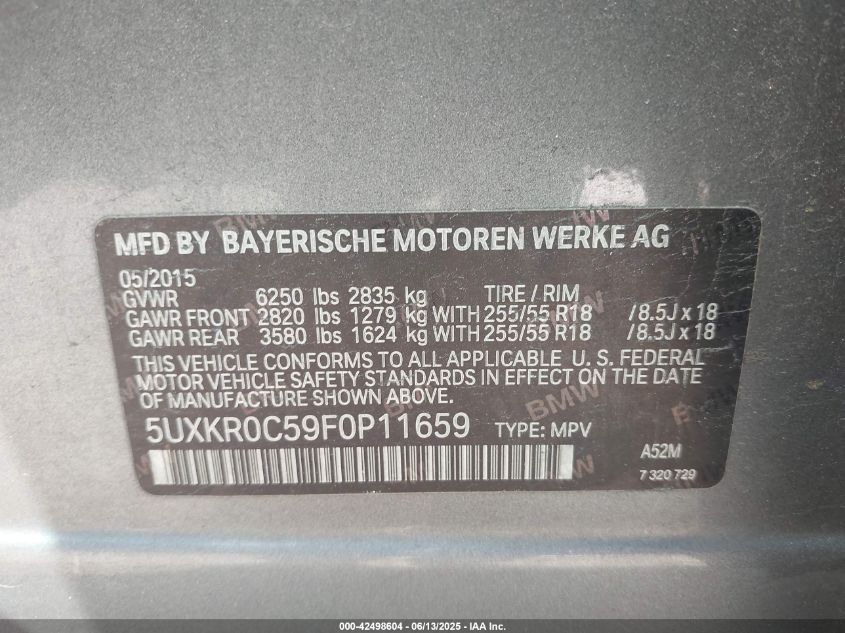 MFD BY BAYERISCHE MOTOREN WERKE AG
05/2015
GVWR 6250 lbs 2835 kg TIRE / RIM
GAWR FRONT 2820 lbs 1279 kg WITH 255/55 R18 /8.5J x 18
GAWR REAR 3580 lbs 1624 kg WITH 255/55 R18 /8.5J x 18
THIS VEHICLE CONFORMS TO ALL APPLICABLE U. S. FEDERAL
MOTOR VEHICLE SAFETY STANDARDS IN EFFECT ON THE DATE
OF MANUFACTURE SHOWN ABOVE.
5UXKR0C59F0P11659 TYPE: MPV A52M
7 320 729
000-42498604 - 06/13/2025 - IAA Inc.